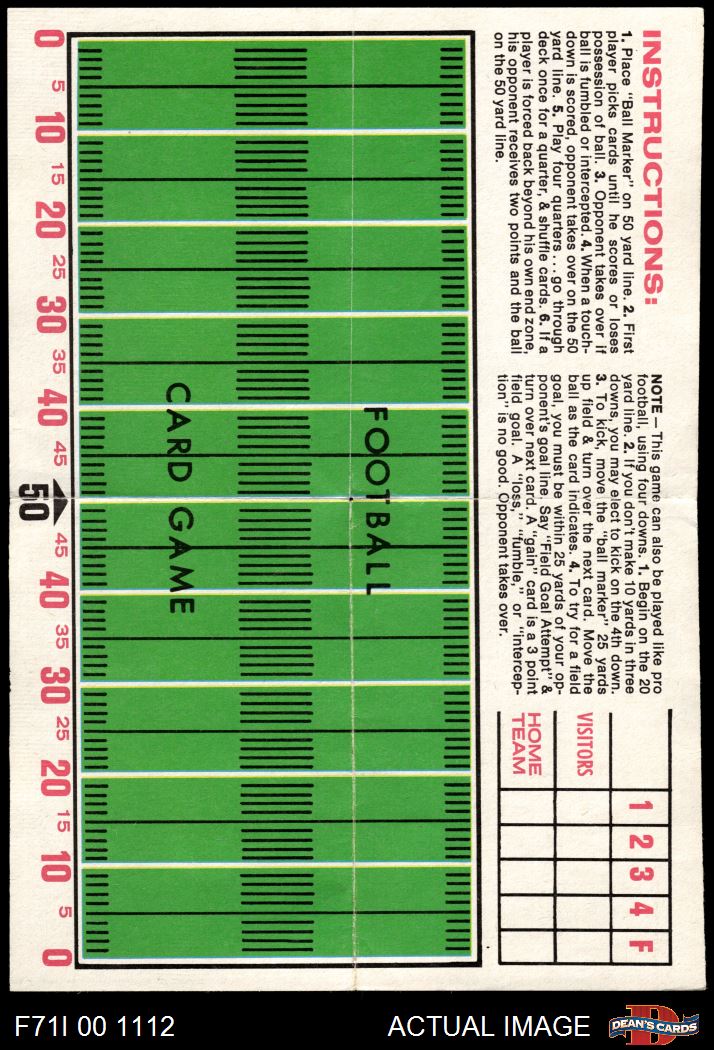 INSTRUCTIONS:
1. Place "Ball Marker" on 50 yard line. 2. First
player picks cards until he scores or loses
possession of ball. 3. Opponent takes over if
ball is fumbled or intercepted. 4. When a touch-
down is scored, opponent takes over on the 50
yard line. 5. Play four quarters . . . go through
deck once for a quarter, & shuffle cards. 6. If a
player is forced back beyond his own end zone,
his opponent receives two points and the ball
on the 50 yard line.
NOTE — This game can also be played like pro
football, using four downs. 1. Begin on the 20
yard line. 2. If you don't make 10 yards in three
downs, you may elect to kick on the 4th down.
3. To kick, move the "ball marker" 25 yards
up field & turn over the next card. Move the
ball as the card indicates. 4. To try for a field
goal, you must be within 25 yards of your op-
ponent's goal line. Say "Field Goal Attempt" &
turn over next card. A "gain" card is a 3 point
field goal. A "loss," "fumble," or "intercep-
tion" is no good. Opponent takes over.
1 2 3 4 F
VISITORS
HOME
TEAM
FOOTBALL
CARD GAME
0 5 10 15 20 25 30 35 40 45 50 45 40 35 30 25 20 15 10 5 0
F71I 00 1112
ACTUAL IMAGE
D
DEAN'S CARDS